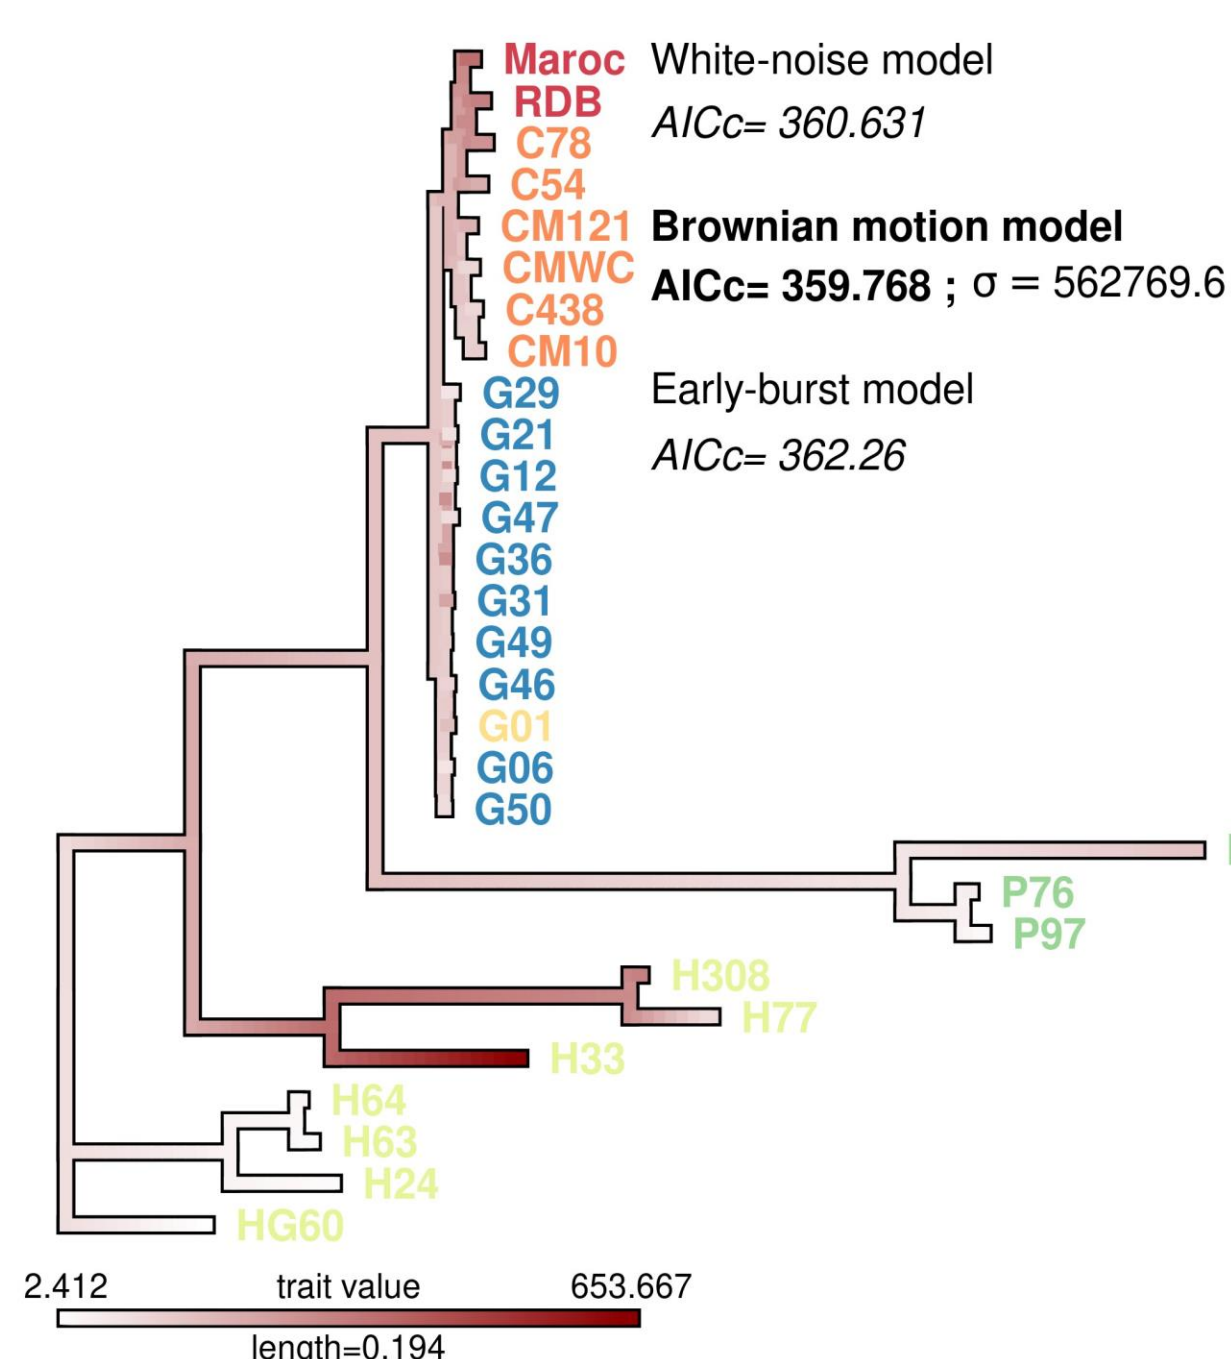 Maroc
White-noise model
RDB
AICc= 360.631
C78
C54
CM121
Brownian motion model
CMWC
AICc= 359.768 ; σ = 562769.6
C438
CM10
G29
Early-burst model
G21
AICc= 362.26
G12
G47
G36
G31
G49
G46
G01
G06
G50
P76
P97
H308
H77
H33
H64
H63
H24
HG60
2.412 trait value 653.667
length=0.194